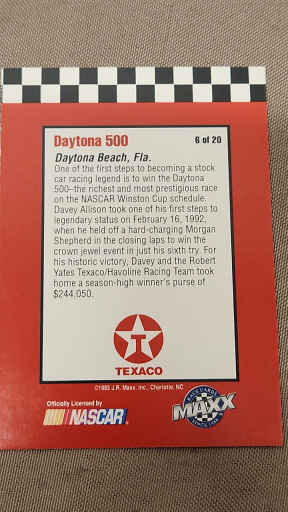 Daytona 500
6 of 20
Daytona Beach, Fla.
One of the first steps to becoming a stock
car racing legend is to win the Daytona
500–the richest and most prestigious race
on the NASCAR Winston Cup schedule.
Davey Allison took one of his first steps to
legendary status on February 16, 1992,
when he held off a hard-charging Morgan
Shepherd in the closing laps to win the
crown jewel event in just his sixth try. For
his historic victory, Davey and the Robert
Yates Texaco/Havoline Racing Team took
home a season-high winner's purse of
$244,050.
T
TEXACO
J.R. Maxx, Inc., Charlotte, NC
Officially Licensed by
NASCAR
MAXX